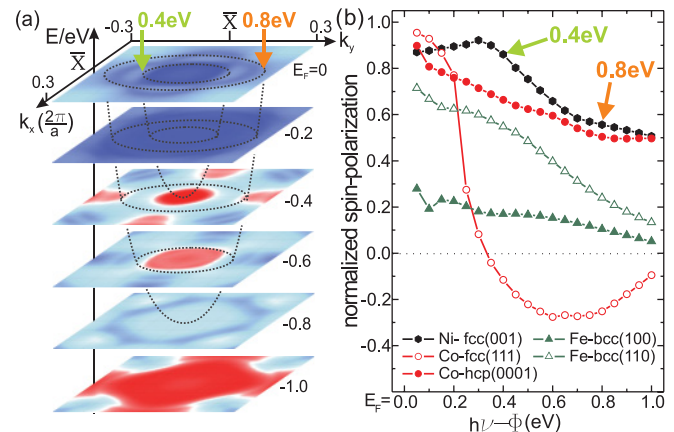 (a)
E/eV
-0.3
0.4eV
X̅
0.8eV
0.3
k_y
X̅
E_F=0
0.3
k_x(2π/a)
-0.2
-0.4
-0.6
-0.8
-1.0
(b)
normalized spin-polarization
1.0
0.8
0.6
0.4
0.2
0.0
-0.2
-0.4
0.4eV
0.8eV
Ni- fcc(001)
Fe-bcc(100)
Co-fcc(111)
Fe-bcc(110)
Co-hcp(0001)
E_F= 0.0 0.2 0.4 0.6 0.8 1.0
hν−Φ(eV)